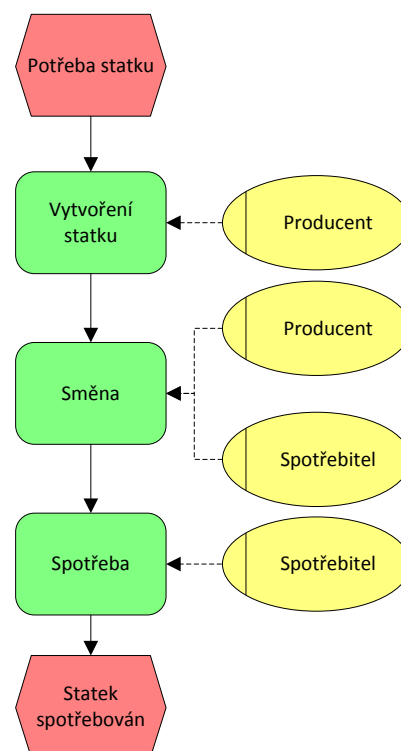 Potřeba statku
Vytvoření
statku
Producent
Producent
Směna
Spotřebitel
Spotřeba
Spotřebitel
Statek
spotřebován